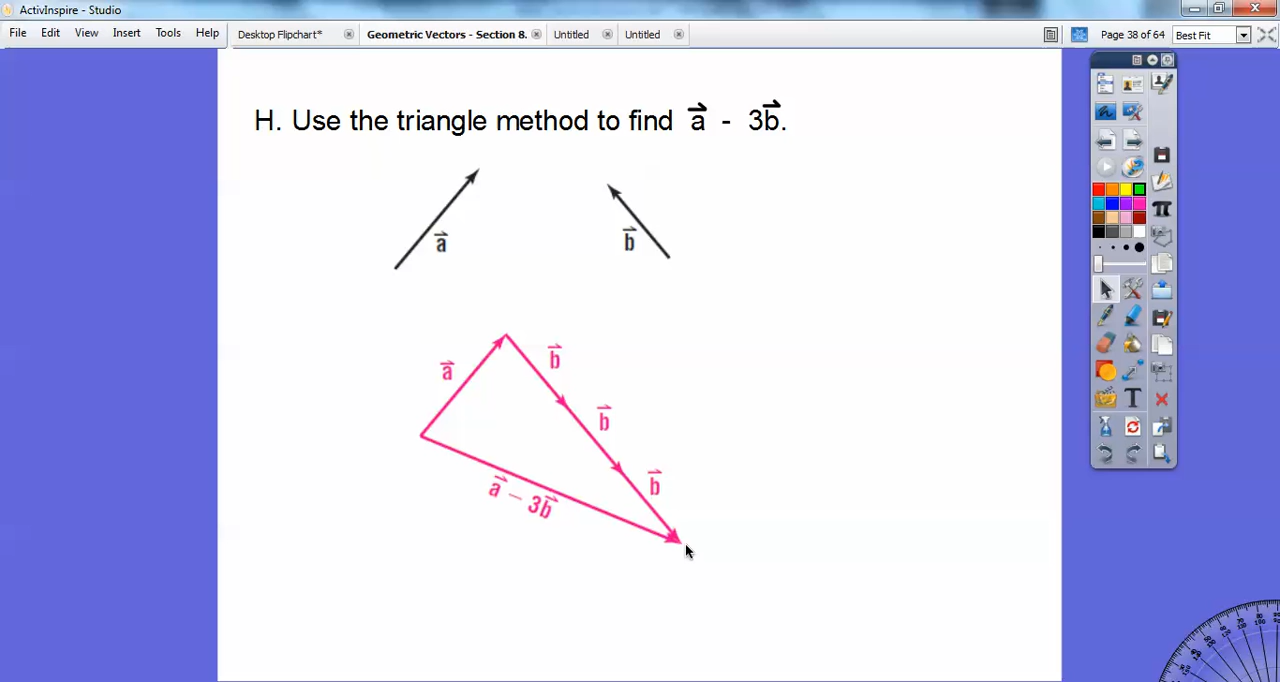 ActivInspire - Studio
File Edit View Insert Tools Help Desktop Flipchart* Geometric Vectors - Section 8. Untitled Untitled Page 38 of 64 Best Fit
H. Use the triangle method to find a⃗ - 3b⃗.
a⃗
b⃗
a⃗
b⃗
b⃗
b⃗
a⃗ – 3b⃗